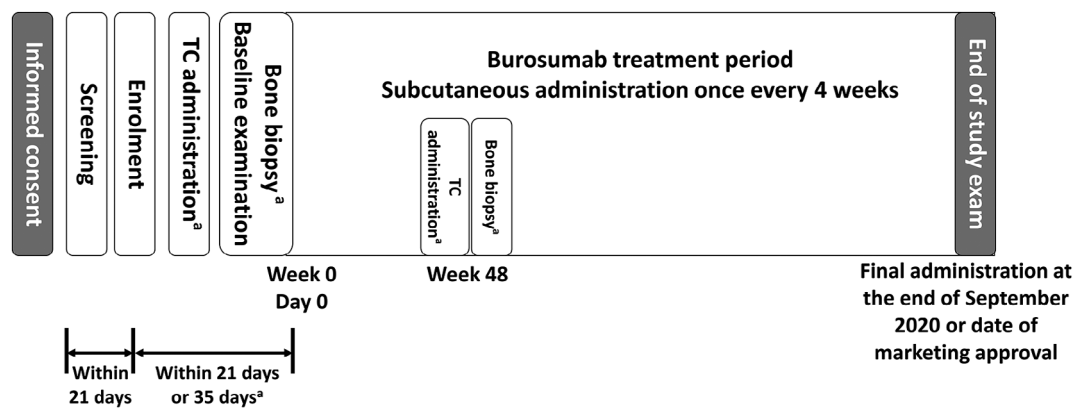 Informed consent
Screening
Enrolment
TC administrationᵃ
Bone biopsyᵃ
Baseline examination
Burosumab treatment period
Subcutaneous administration once every 4 weeks
TC
administrationᵃ
Bone biopsyᵃ
End of study exam
Week 0
Day 0
Week 48
Final administration at
the end of September
2020 or date of
marketing approval
Within
21 days
Within 21 days
or 35 daysᵃ